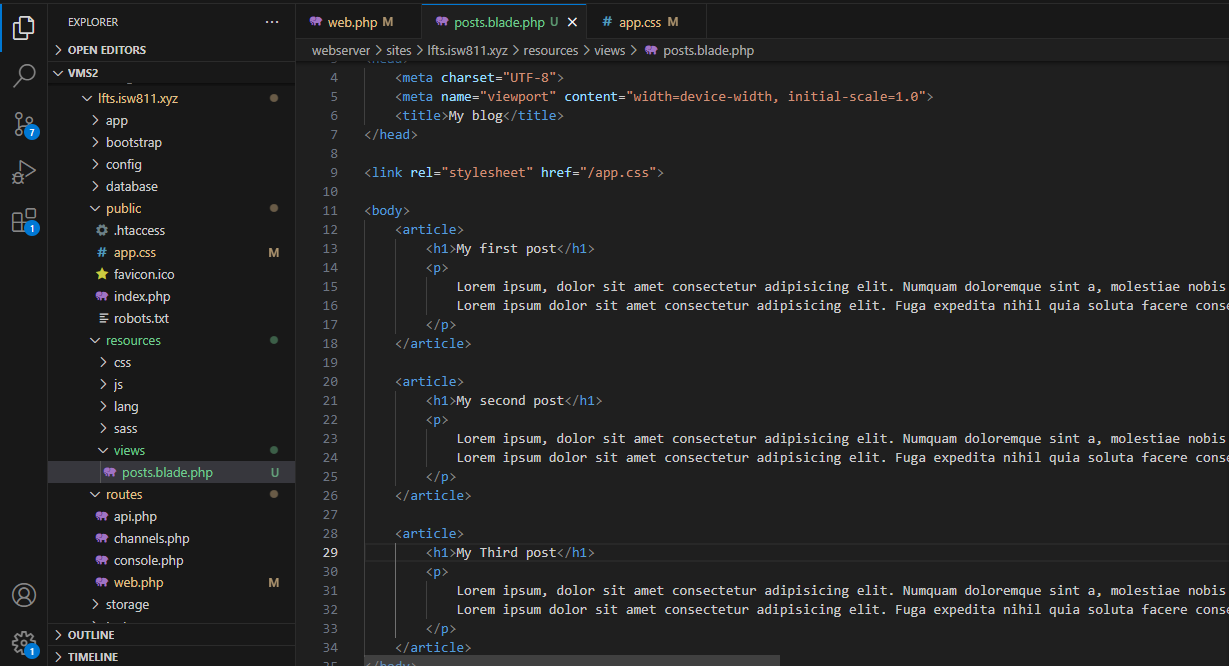 EXPLORER
OPEN EDITORS
VMS2
lfts.isw811.xyz
app
bootstrap
config
database
public
.htaccess
app.css M
favicon.ico
index.php
robots.txt
resources
css
js
lang
sass
views
posts.blade.php U
routes
api.php
channels.php
console.php
web.php M
storage
OUTLINE
TIMELINE
7
1
1
web.php M
posts.blade.php U
app.css M
webserver > sites > lfts.isw811.xyz > resources > views > posts.blade.php
3 <head>
4 <meta charset="UTF-8">
5 <meta name="viewport" content="width=device-width, initial-scale=1.0">
6 <title>My blog</title>
7 </head>
8
9 <link rel="stylesheet" href="/app.css">
10
11 <body>
12 <article>
13 <h1>My first post</h1>
14 <p>
15 Lorem ipsum, dolor sit amet consectetur adipisicing elit. Numquam doloremque sint a, molestiae nobis
16 Lorem ipsum dolor sit amet consectetur adipisicing elit. Fuga expedita nihil quia soluta facere conse
17 </p>
18 </article>
19
20 <article>
21 <h1>My second post</h1>
22 <p>
23 Lorem ipsum, dolor sit amet consectetur adipisicing elit. Numquam doloremque sint a, molestiae nobis
24 Lorem ipsum dolor sit amet consectetur adipisicing elit. Fuga expedita nihil quia soluta facere conse
25 </p>
26 </article>
27
28 <article>
29 <h1>My Third post</h1>
30 <p>
31 Lorem ipsum, dolor sit amet consectetur adipisicing elit. Numquam doloremque sint a, molestiae nobis
32 Lorem ipsum dolor sit amet consectetur adipisicing elit. Fuga expedita nihil quia soluta facere conse
33 </p>
34 </article>
35 </body>